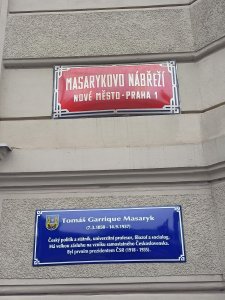 MASARYKOVO NÁBŘEŽÍ
NOVÉ MĚSTO - PRAHA 1
Tomáš Garrique Masaryk
(7.3.1850 - 14.9.1937)
Český politik a státník, univerzitní profesor, filozof a sociolog.
Má velkou zásluhu na vzniku samostatného Československa.
Byl prvním prezidentem ČSR (1918 - 1935).